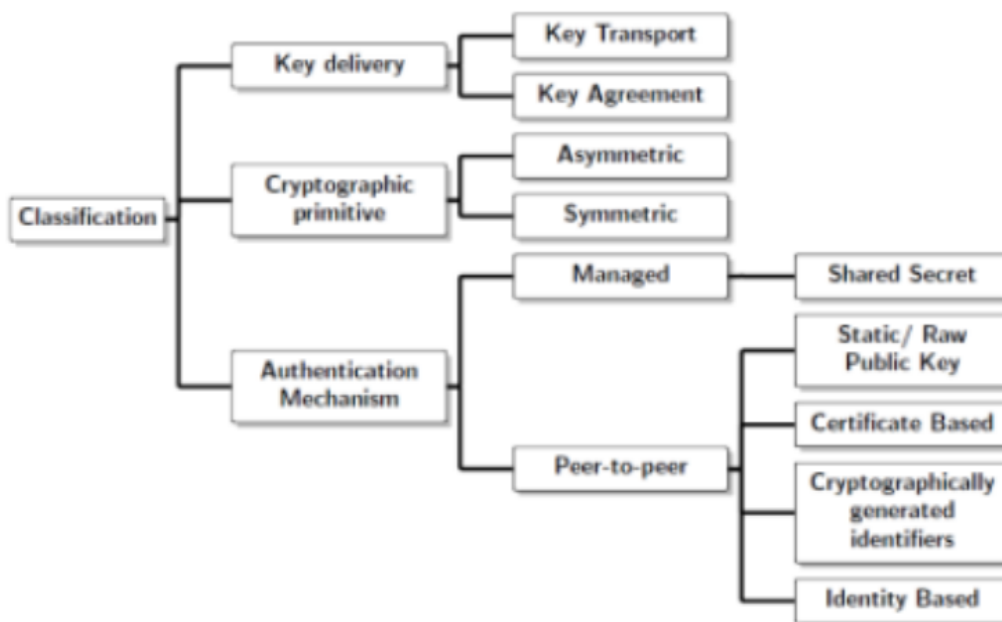 Key Transport
Key delivery
Key Agreement
Asymmetric
Cryptographic
primitive
Symmetric
Classification
Managed
Shared Secret
Static/ Raw
Public Key
Authentication
Mechanism
Certificate Based
Peer-to-peer
Cryptographically
generated
identifiers
Identity Based